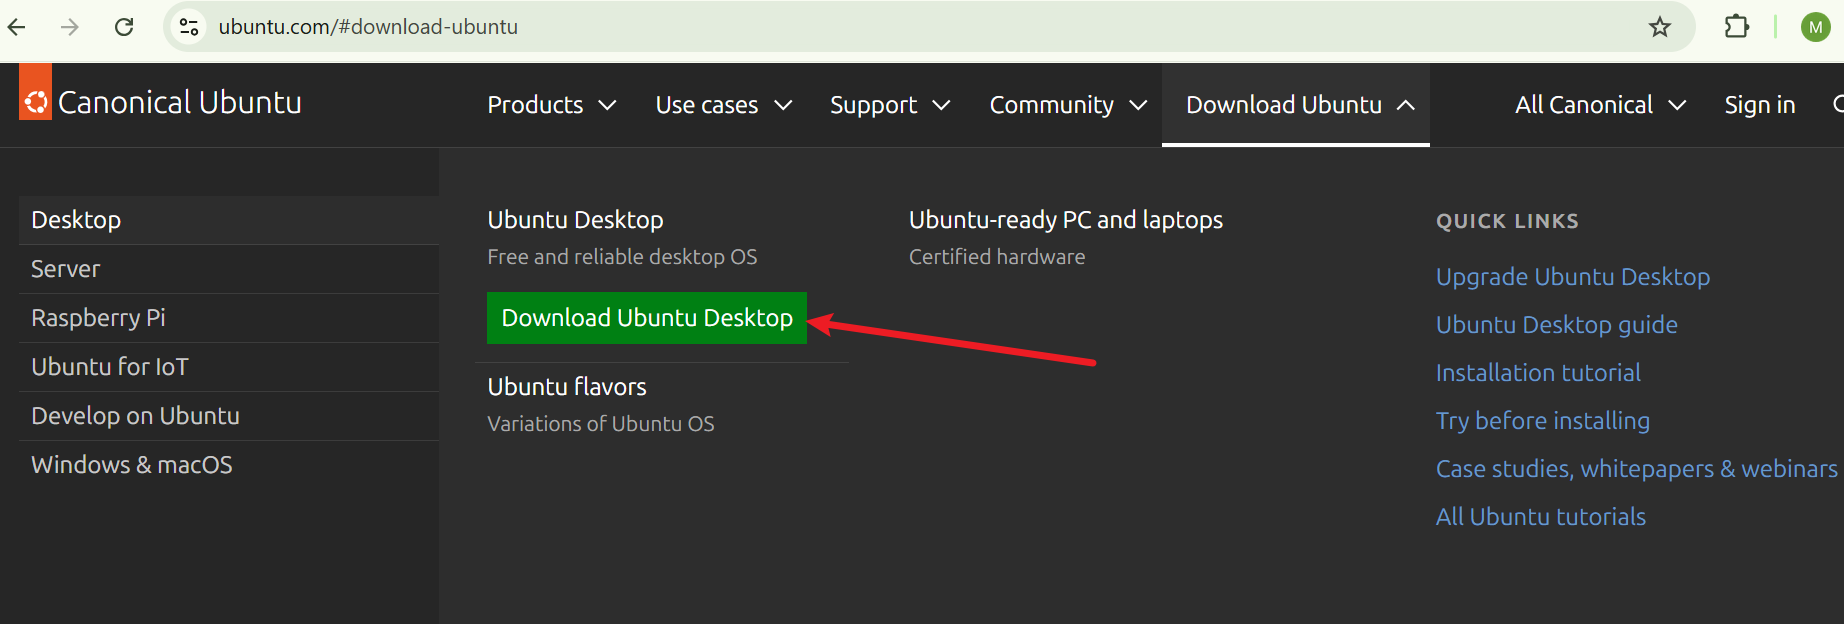 ubuntu.com/#download-ubuntu
M
Canonical Ubuntu
Products
Use cases
Support
Community
Download Ubuntu
All Canonical
Sign in
Desktop
Server
Raspberry Pi
Ubuntu for IoT
Develop on Ubuntu
Windows & macOS
Ubuntu Desktop
Free and reliable desktop OS
Download Ubuntu Desktop
Ubuntu flavors
Variations of Ubuntu OS
Ubuntu-ready PC and laptops
Certified hardware
QUICK LINKS
Upgrade Ubuntu Desktop
Ubuntu Desktop guide
Installation tutorial
Try before installing
Case studies, whitepapers & webinars
All Ubuntu tutorials